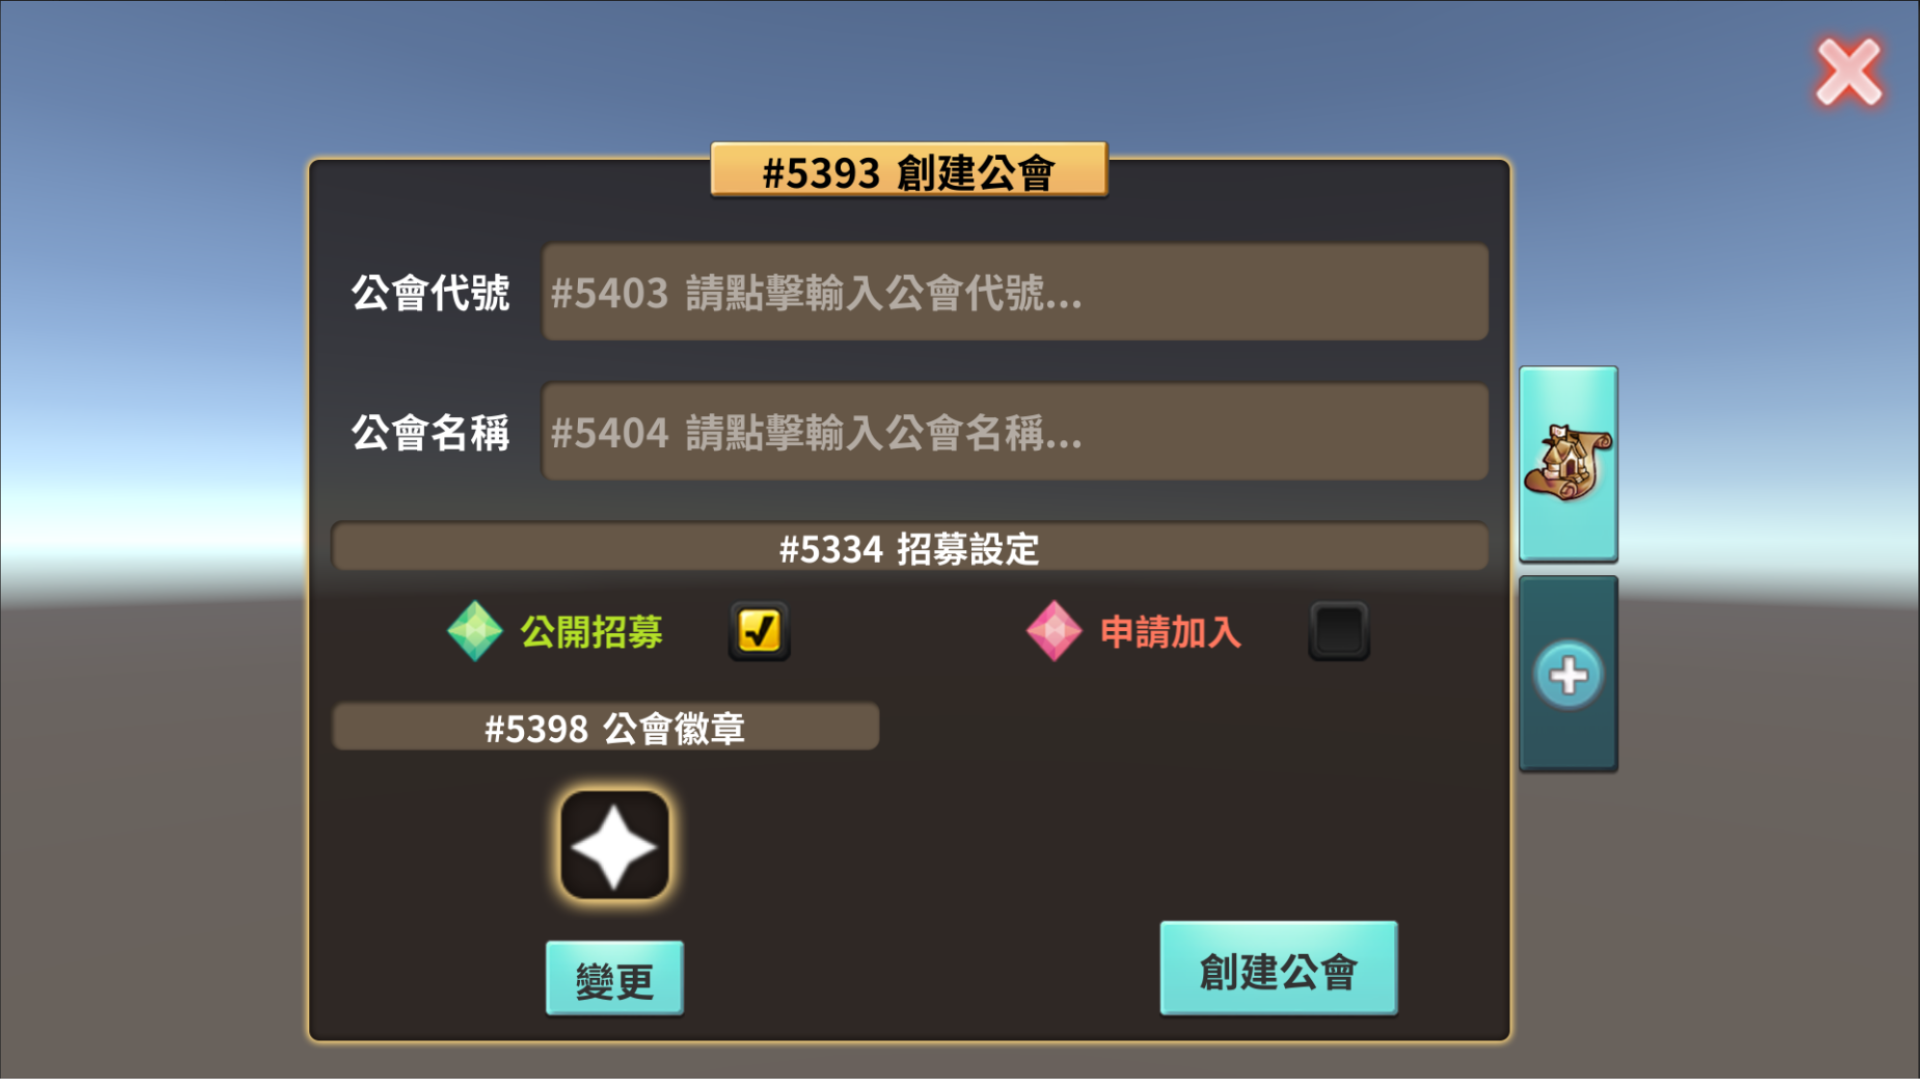 #5393 創建公會
公會代號 #5403 請點擊輸入公會代號...
公會名稱 #5404 請點擊輸入公會名稱...
#5334 招募設定
公開招募 申請加入
#5398 公會徽章
變更
創建公會